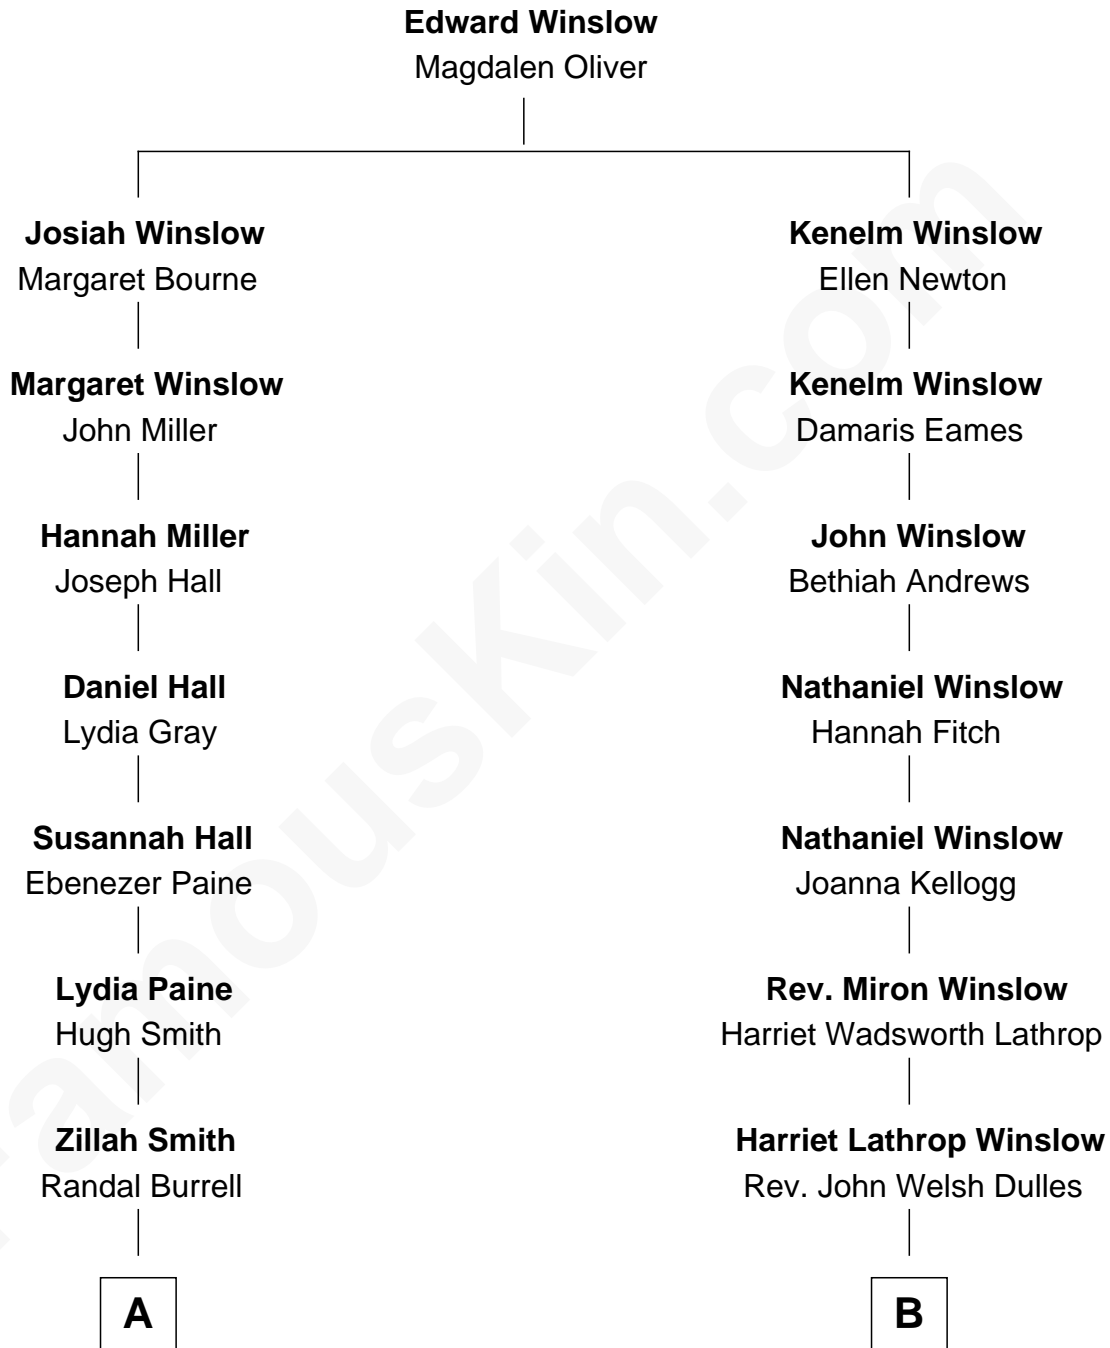 Edward Winslow
Magdalen Oliver
Josiah Winslow
Margaret Bourne
Kenelm Winslow
Ellen Newton
Margaret Winslow
John Miller
Kenelm Winslow
Damaris Eames
Hannah Miller
Joseph Hall
John Winslow
Bethiah Andrews
Daniel Hall
Lydia Gray
Nathaniel Winslow
Hannah Fitch
Susannah Hall
Ebenezer Paine
Nathaniel Winslow
Joanna Kellogg
Lydia Paine
Hugh Smith
Rev. Miron Winslow
Harriet Wadsworth Lathrop
Zillah Smith
Randal Burrell
Harriet Lathrop Winslow
Rev. John Welsh Dulles
A
B
FamousKin.com